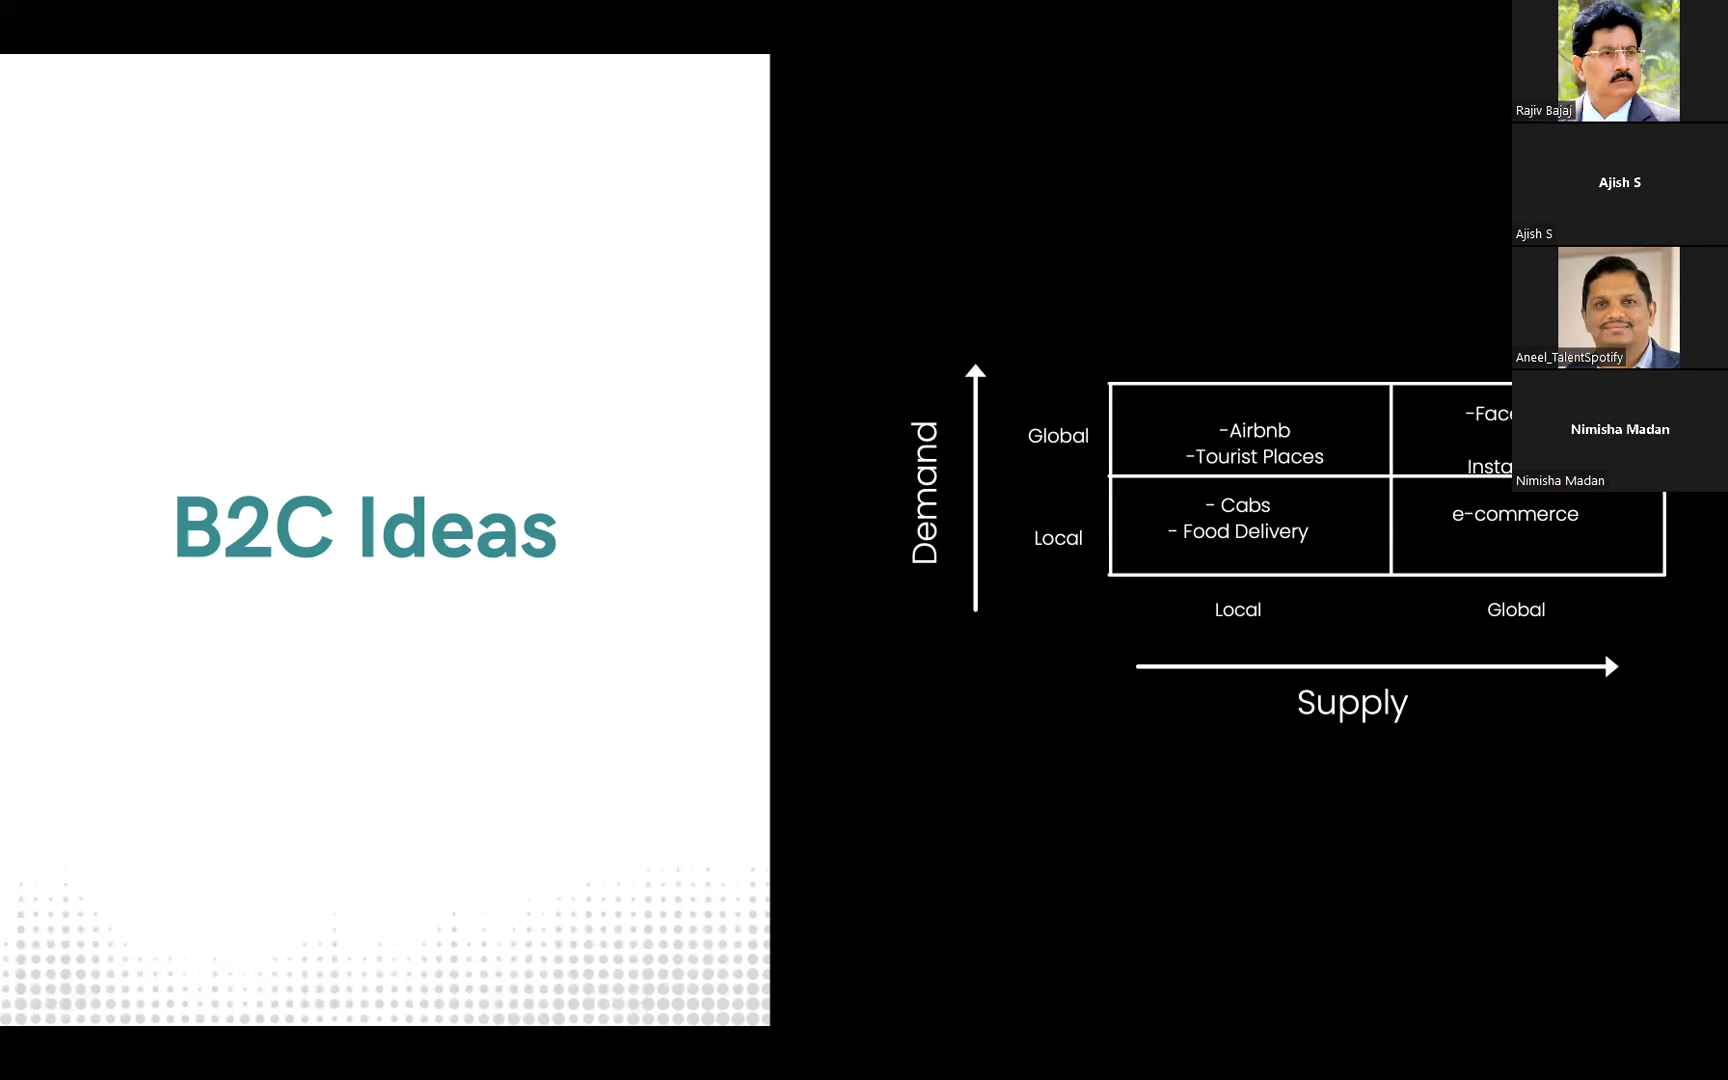 B2C Ideas
Demand
Global
Local
-Airbnb
-Tourist Places
- Cabs
- Food Delivery
e-commerce
Local
Global
Supply
Rajiv Bajaj
Ajish S
Ajish S
Aneel_TalentSpotify
Nimisha Madan
Nimisha Madan